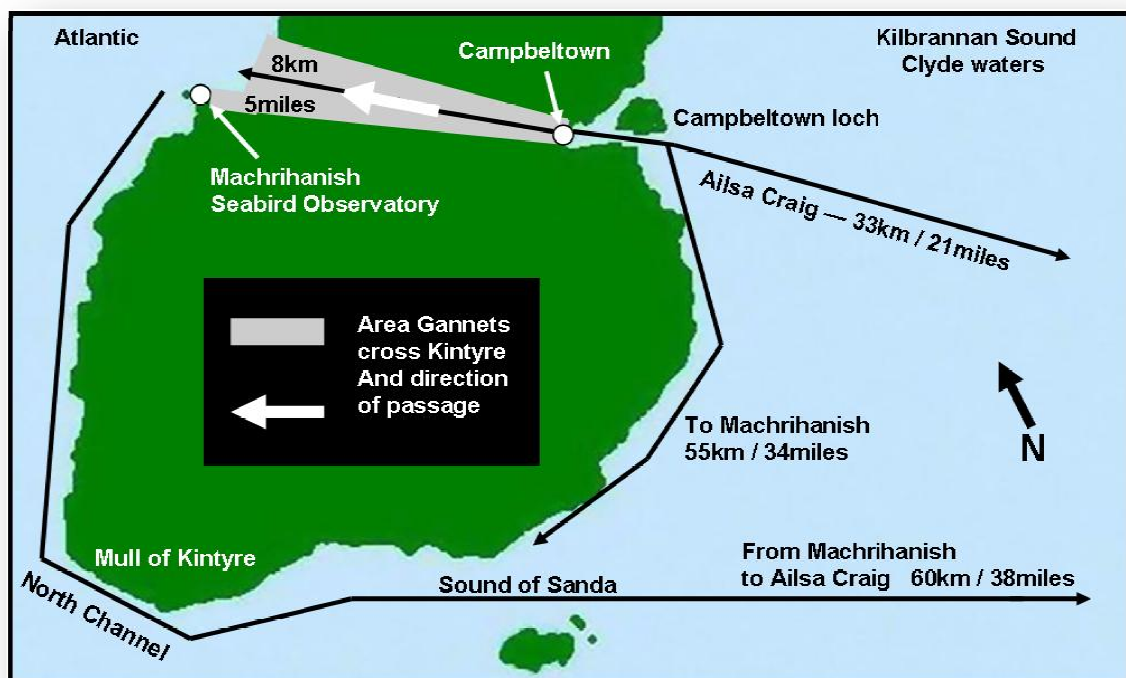 Atlantic
Kilbrannan Sound
Clyde waters
8km
5miles
Campbeltown
Campbeltown loch
Machrihanish
Seabird Observatory
Ailsa Craig — 33km / 21miles
Area Gannets
cross Kintyre
And direction
of passage
N
To Machrihanish
55km / 34miles
Mull of Kintyre
North Channel
Sound of Sanda
From Machrihanish
to Ailsa Craig 60km / 38miles